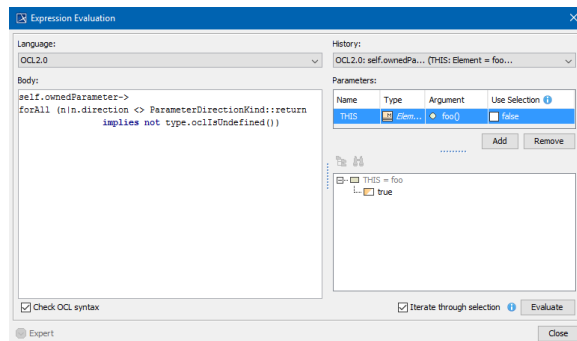 Expression Evaluation
Language:
OCL2.0
Body:
self.ownedParameter->
forAll (n|n.direction <> ParameterDirectionKind::return
implies not type.oclIsUndefined())
Check OCL syntax
History:
OCL2.0: self.ownedPa... (THIS: Element = foo...
Parameters:
Name Type Argument Use Selection
THIS Elem... foo() false
Add Remove
THIS = foo
true
Iterate through selection Evaluate
Expert Close